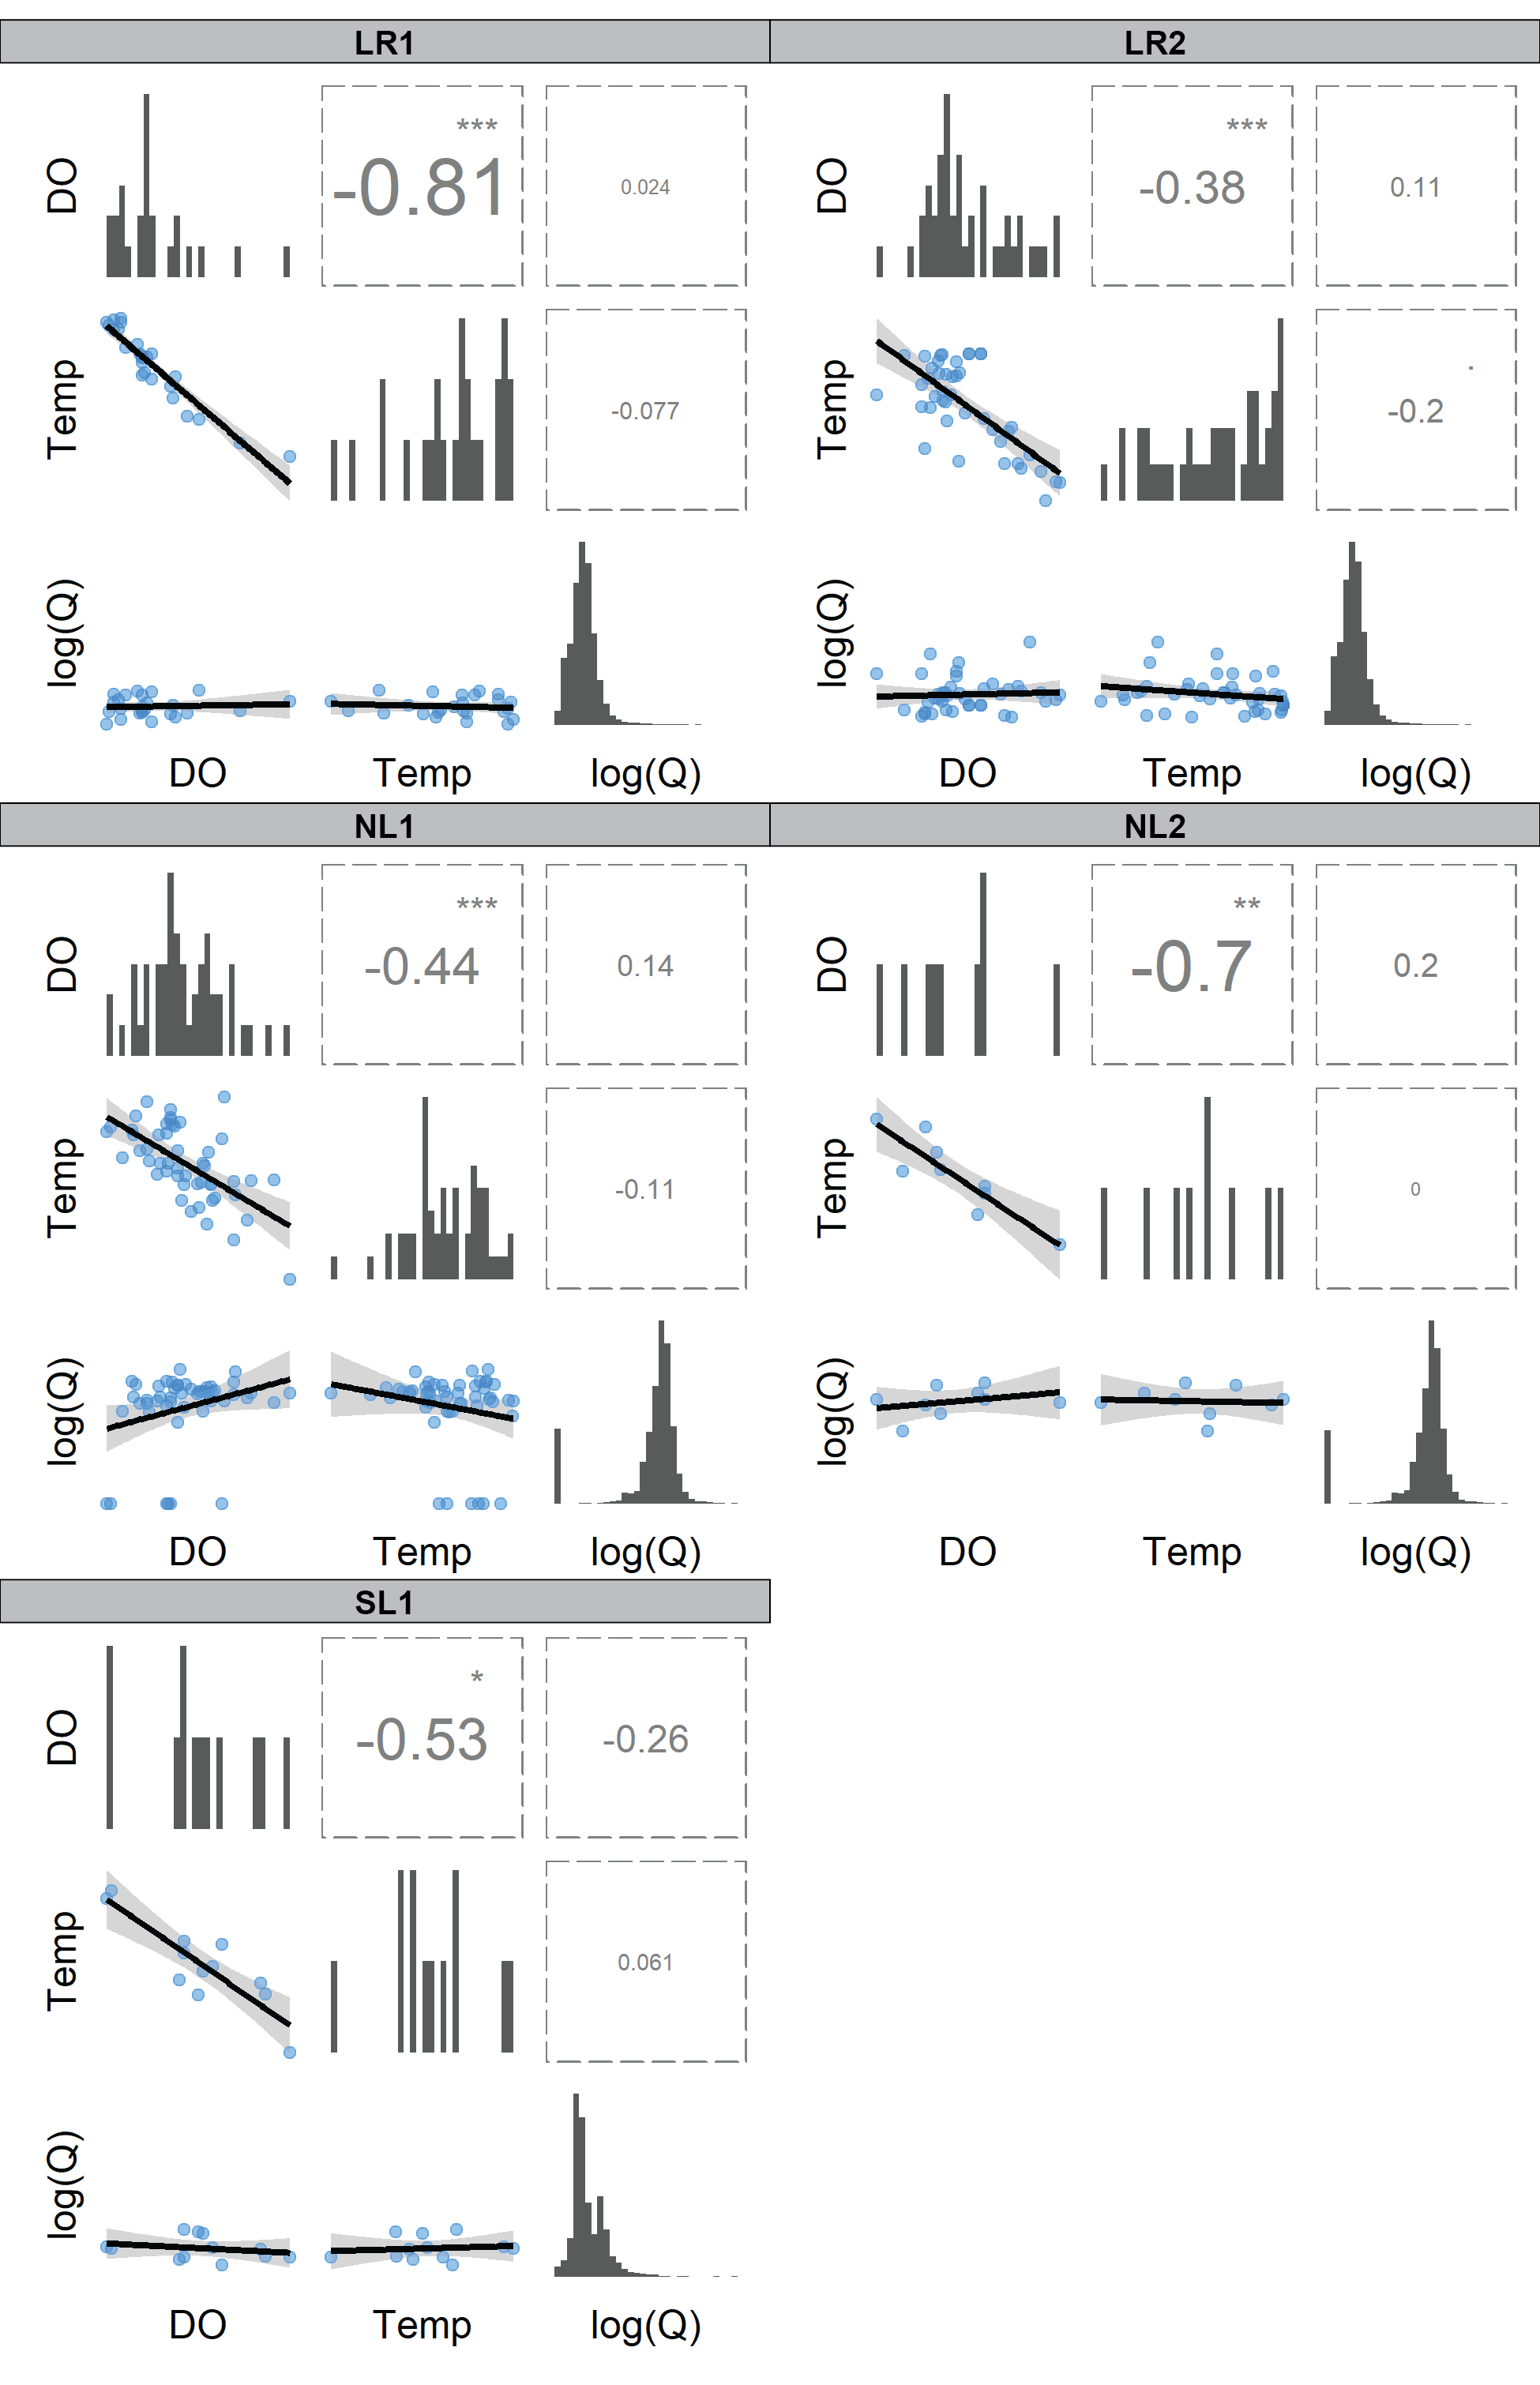 LR1
LR2
DO
***
-0.81
0.024
DO
***
-0.38
0.11
Temp
-0.077
Temp
.
-0.2
log(Q)
log(Q)
DO
Temp
log(Q)
DO
Temp
log(Q)
NL1
NL2
DO
***
-0.44
0.14
DO
**
-0.7
0.2
Temp
-0.11
Temp
0
log(Q)
log(Q)
DO
Temp
log(Q)
DO
Temp
log(Q)
SL1
DO
*
-0.53
-0.26
Temp
0.061
log(Q)
DO
Temp
log(Q)